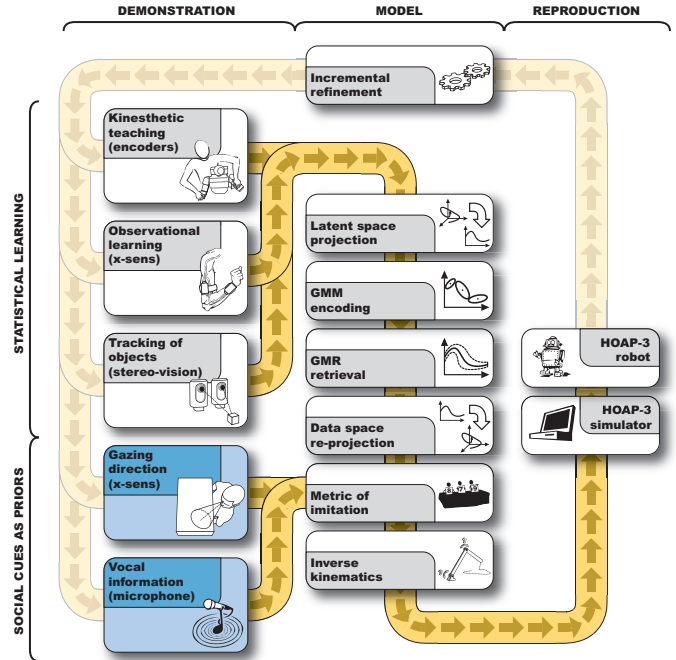 DEMONSTRATION
MODEL
REPRODUCTION
STATISTICAL LEARNING
SOCIAL CUES AS PRIORS
Incremental
refinement
Kinesthetic
teaching
(encoders)
Observational
learning
(x-sens)
Tracking of
objects
(stereo-vision)
Gazing
direction
(x-sens)
Vocal
information
(microphone)
Latent space
projection
GMM
encoding
GMR
retrieval
Data space
re-projection
Metric of
imitation
Inverse
kinematics
HOAP-3
robot
HOAP-3
simulator